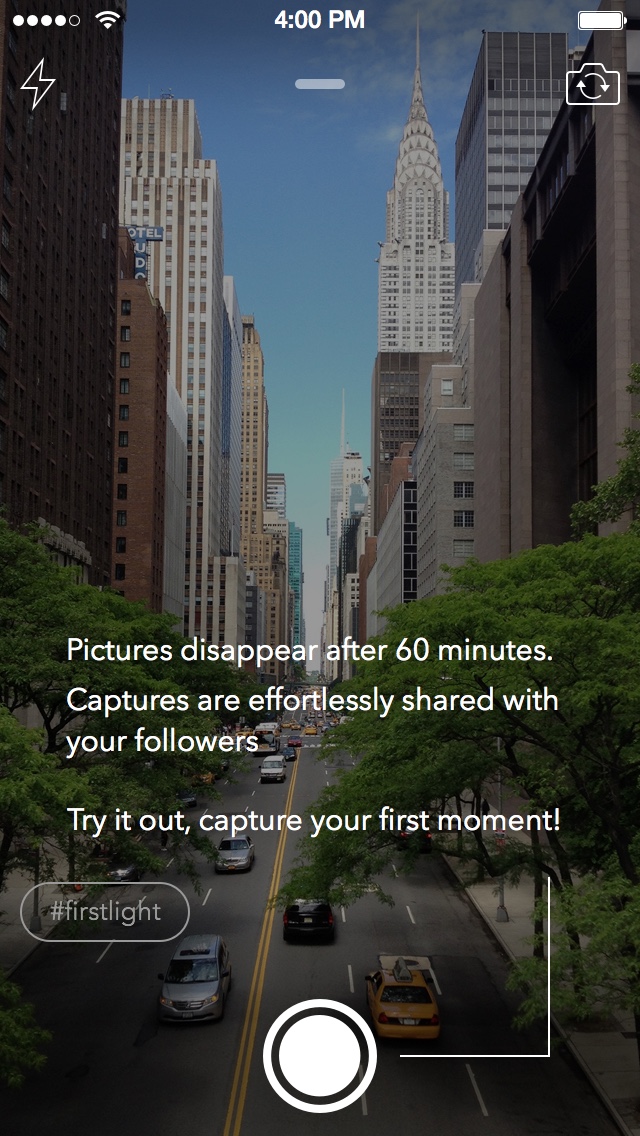 4:00 PM
OTEL
Pictures disappear after 60 minutes.
Captures are effortlessly shared with
your followers
Try it out, capture your first moment!
#firstlight